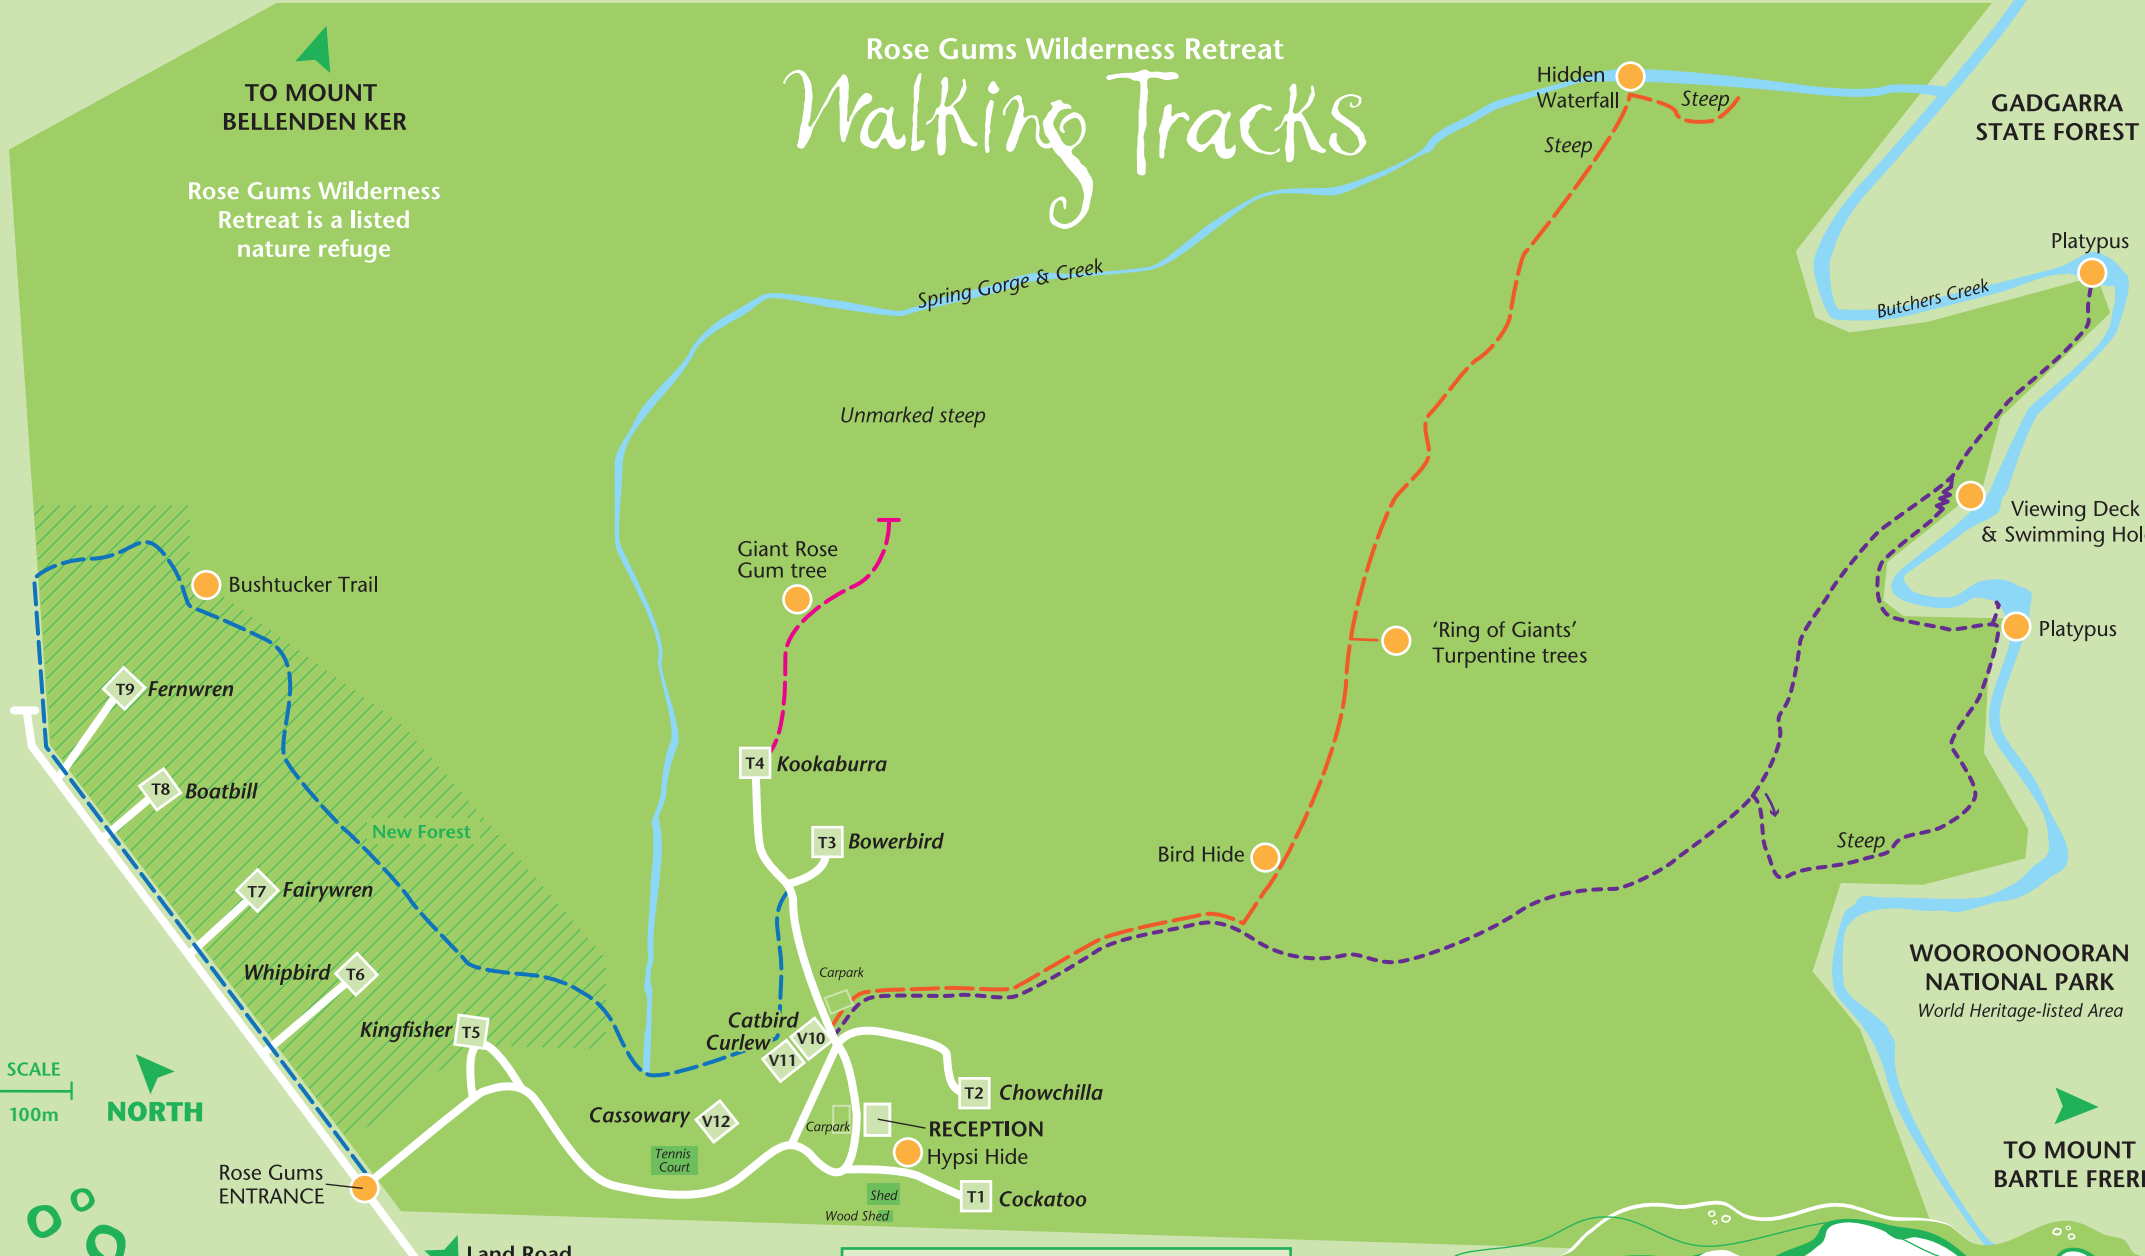 Rose Gums Wilderness Retreat
Walking Tracks
TO MOUNT
BELLENDEN KER
Rose Gums Wilderness
Retreat is a listed
nature refuge
Hidden
Waterfall
Steep
Steep
GADGARRA
STATE FOREST
Platypus
Butchers Creek
Spring Gorge & Creek
Unmarked steep
Viewing Deck
& Swimming Hol
Giant Rose
Gum tree
Bushtucker Trail
'Ring of Giants'
Turpentine trees
Platypus
T9 Fernwren
T4 Kookaburra
T8 Boatbill
New Forest
T3 Bowerbird
Bird Hide
Steep
T7 Fairywren
WOOROONOORAN
NATIONAL PARK
World Heritage-listed Area
Whipbird T6
Carpark
Kingfisher T5
Catbird V10
Curlew V11
SCALE
100m
NORTH
T2 Chowchilla
Cassowary V12
Carpark
RECEPTION
Hypsi Hide
Tennis
Court
TO MOUNT
BARTLE FRER
Rose Gums
ENTRANCE
Shed
Wood Shed
T1 Cockatoo
Land Road